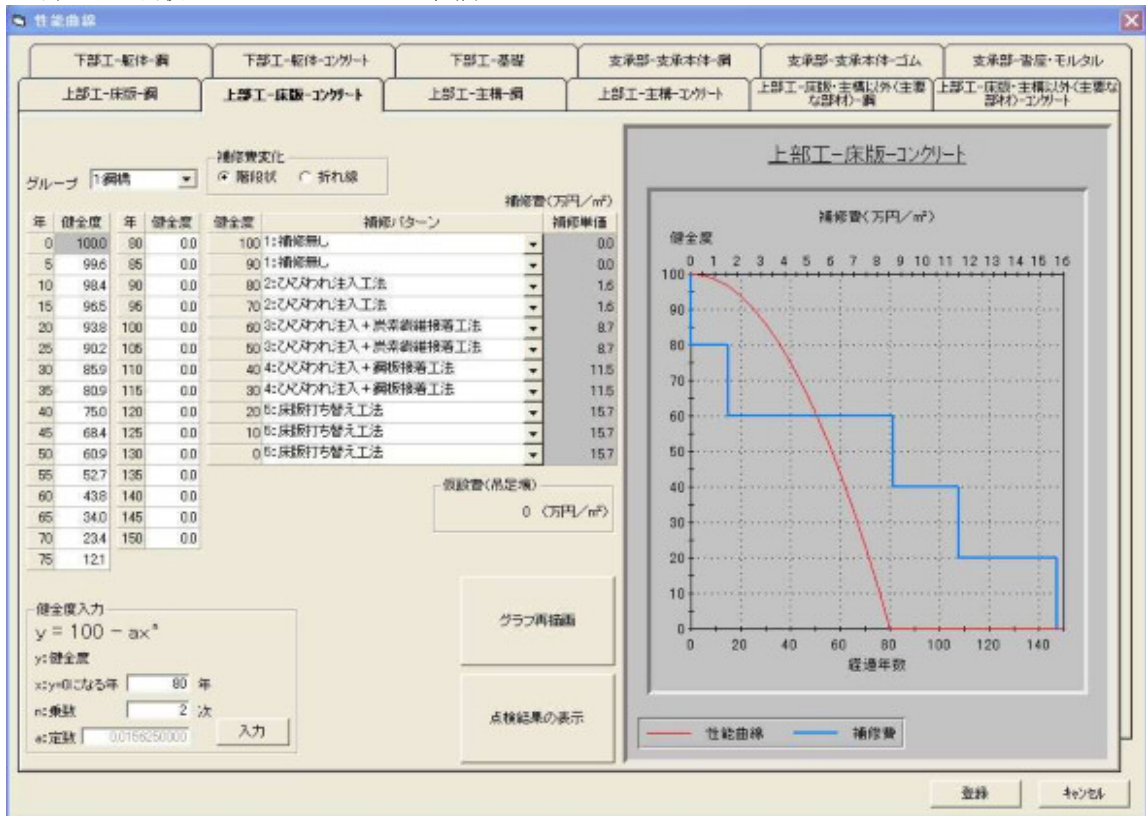 性能曲線
下部工-躯体-鋼 下部工-躯体-コンクリート 下部工-基礎 支承部-支承本体-鋼 支承部-支承本体-ゴム 支承部-沓座・モルタル
上部工-床版-鋼 上部工-床版-コンクリート 上部工-主構-鋼 上部工-主構-コンクリート 上部工-床版・主構以外(主要な部材)-鋼 上部工-床版・主構以外(主要な部材)-コンクリート
グループ 1:鋼橋
補修費変化
階段状 折れ線
補修費(万円/㎡)
年 健全度 年 健全度 健全度 補修パターン 補修単価
0 100.0 80 0.0 100 1:補修無し 0.0
5 99.6 85 0.0 90 1:補修無し 0.0
10 98.4 90 0.0 80 2:ひびわれ注入工法 1.6
15 96.5 95 0.0 70 2:ひびわれ注入工法 1.6
20 93.8 100 0.0 60 3:ひびわれ注入+炭素繊維接着工法 8.7
25 90.2 105 0.0 50 3:ひびわれ注入+炭素繊維接着工法 8.7
30 85.9 110 0.0 40 4:ひびわれ注入+鋼板接着工法 11.5
35 80.9 115 0.0 30 4:ひびわれ注入+鋼板接着工法 11.5
40 75.0 120 0.0 20 5:床版打ち替え工法 15.7
45 68.4 125 0.0 10 5:床版打ち替え工法 15.7
50 60.9 130 0.0 0 5:床版打ち替え工法 15.7
55 52.7 135 0.0
60 43.8 140 0.0
65 34.0 145 0.0
70 23.4 150 0.0
75 12.1
仮設費(吊足場)
0 (万円/㎡)
健全度入力
y = 100 - axⁿ
y:健全度
x:y=0になる年 80 年
n:乗数 2 次
a:定数 0.0156250000
入力
グラフ再描画
点検結果の表示
上部工-床版-コンクリート
補修費(万円/㎡)
健全度
0 1 2 3 4 5 6 7 8 9 10 11 12 13 14 15 16
100
90
80
70
60
50
40
30
20
10
0
0 20 40 60 80 100 120 140
経過年数
性能曲線 補修費
登録 キャンセル